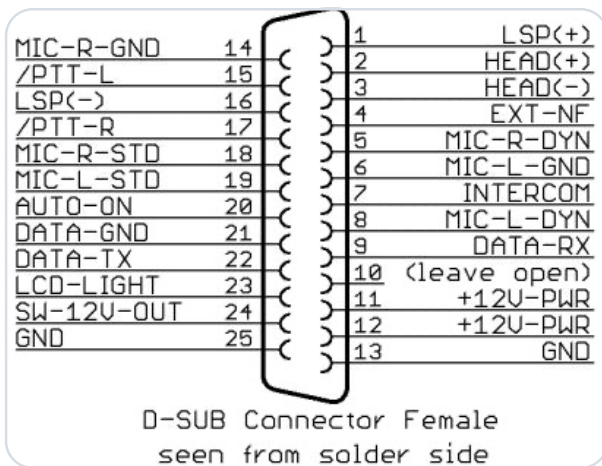 MIC-R-GND 14
/PTT-L 15
LSP(-) 16
/PTT-R 17
MIC-R-STD 18
MIC-L-STD 19
AUTO-ON 20
DATA-GND 21
DATA-TX 22
LCD-LIGHT 23
SW-12V-OUT 24
GND 25
1 LSP(+)
2 HEAD(+)
3 HEAD(-)
4 EXT-NF
5 MIC-R-DYN
6 MIC-L-GND
7 INTERCOM
8 MIC-L-DYN
9 DATA-RX
10 (leave open)
11 +12V-PWR
12 +12V-PWR
13 GND
D-SUB Connector Female
seen from solder side